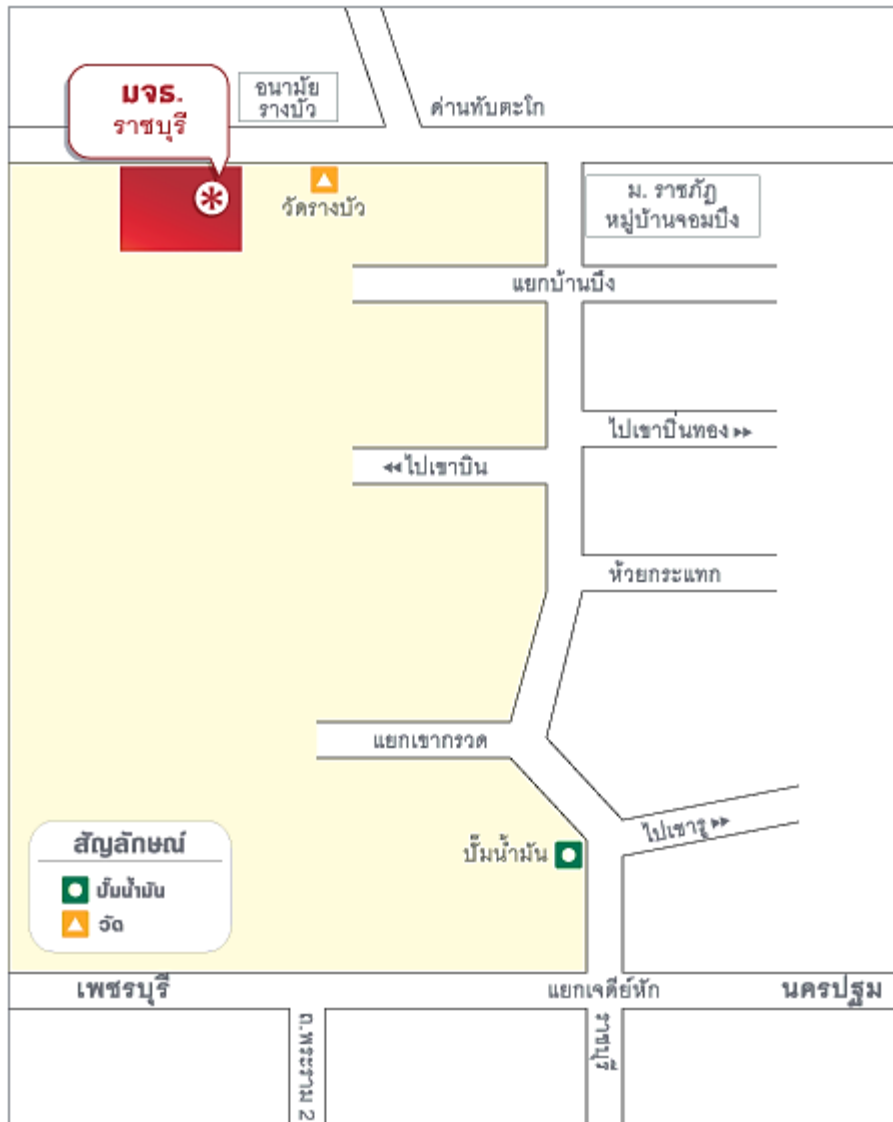 มจธ.
ราชบุรี
อนามัย
รางบัว
ด่านทับตะโก
วัดรางบัว
ม. ราชภัฏ
หมู่บ้านจอมบึง
แยกบ้านบึง
ไปเขาปิ่นทอง ▸▸
◂◂ ไปเขาบิน
ห้วยกระแทก
แยกเขากรวด
ไปเขารู ▸▸
ปั๊มน้ำมัน
สัญลักษณ์
ปั๊มน้ำมัน
วัด
เพชรบุรี
แยกเจดีย์หัก
นครปฐม
ถ.พระราม 2
ราชบุรี